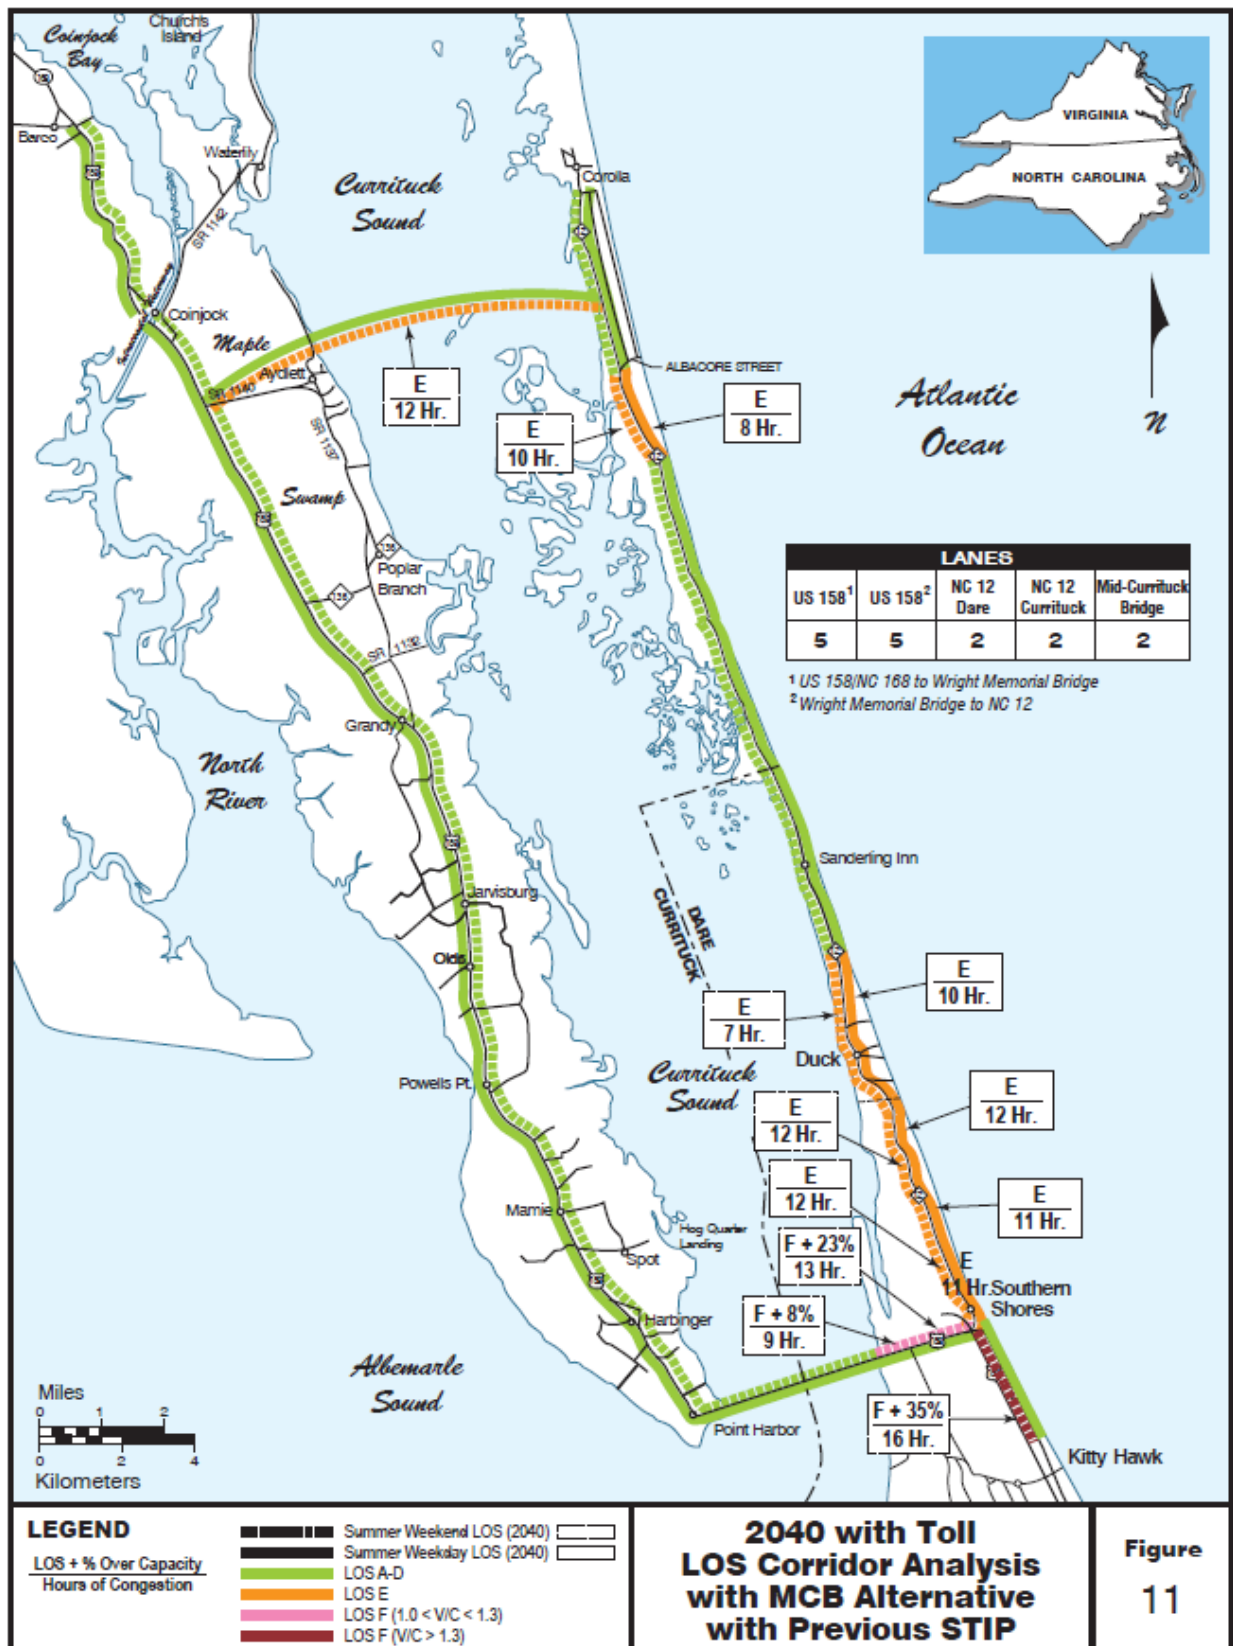 Coinjock
Bay
Church's
Island
Barco
Waterlily
SR 1142
Currituck
Sound
Corolla
VIRGINIA
NORTH CAROLINA
Coinjock
Maple
Aydlett
SR 1140
SR 1137
E
12 Hr.
ALBACORE STREET
E
8 Hr.
E
10 Hr.
Atlantic
Ocean
N
Swamp
136
Poplar
Branch
136
SR 1132
LANES
US 158¹
US 158²
NC 12
Dare
NC 12
Currituck
Mid-Currituck
Bridge
5 5 2 2 2
¹ US 158/NC 168 to Wright Memorial Bridge
² Wright Memorial Bridge to NC 12
Grandy
North
River
Jarvisburg
Olds
Sanderling Inn
DARE
CURRITUCK
E
10 Hr.
E
7 Hr.
Duck
Powells Pt.
Currituck
Sound
E
12 Hr.
E
12 Hr.
E
12 Hr.
E
11 Hr.
Mamie
Spot
Hog Quarter
Landing
F + 23%
13 Hr.
E
11 Hr.
Southern
Shores
F + 8%
9 Hr.
Harbinger
Albemarle
Sound
Point Harbor
F + 35%
16 Hr.
Kitty Hawk
Miles
0 1 2
0 2 4
Kilometers
LEGEND
LOS + % Over Capacity
Hours of Congestion
Summer Weekend LOS (2040)
Summer Weekday LOS (2040)
LOS A-D
LOS E
LOS F (1.0 < V/C < 1.3)
LOS F (V/C > 1.3)
2040 with Toll
LOS Corridor Analysis
with MCB Alternative
with Previous STIP
Figure
11